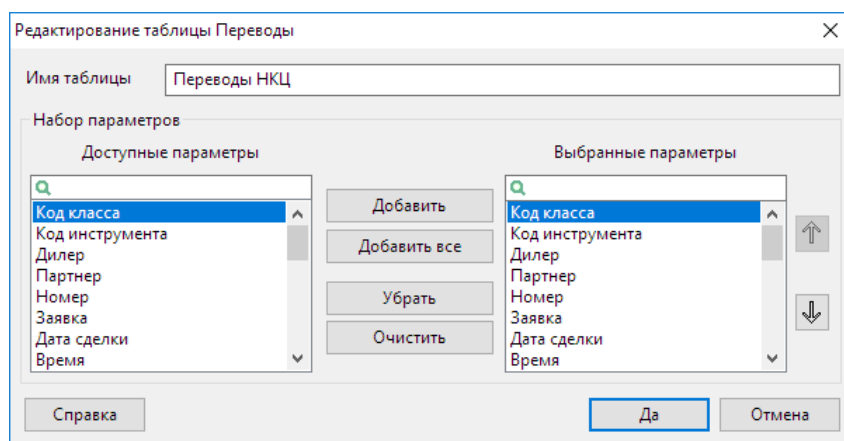 Редактирование таблицы Переводы
Имя таблицы Переводы НКЦ
Набор параметров
Доступные параметры Выбранные параметры
Код класса Добавить Код класса
Код инструмента Код инструмента
Дилер Добавить все Дилер
Партнер Партнер
Номер Убрать Номер
Заявка Заявка
Дата сделки Очистить Дата сделки
Время Время
Справка Да Отмена